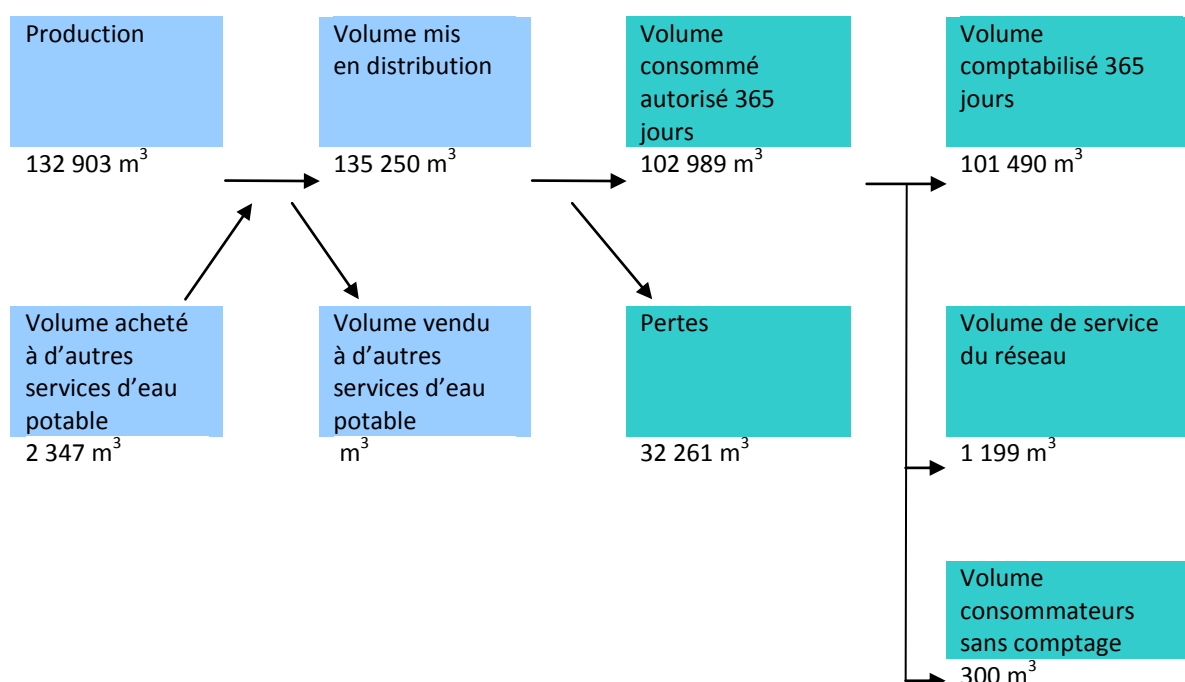 Production
132 903 m³
Volume mis
en distribution
135 250 m³
Volume
consommé
autorisé 365
jours
102 989 m³
Volume
comptabilisé 365
jours
101 490 m³
Volume acheté
à d’autres
services d’eau
potable
2 347 m³
Volume vendu
à d’autres
services d’eau
potable
m³
Pertes
32 261 m³
Volume de service
du réseau
1 199 m³
Volume
consommateurs
sans comptage
300 m³